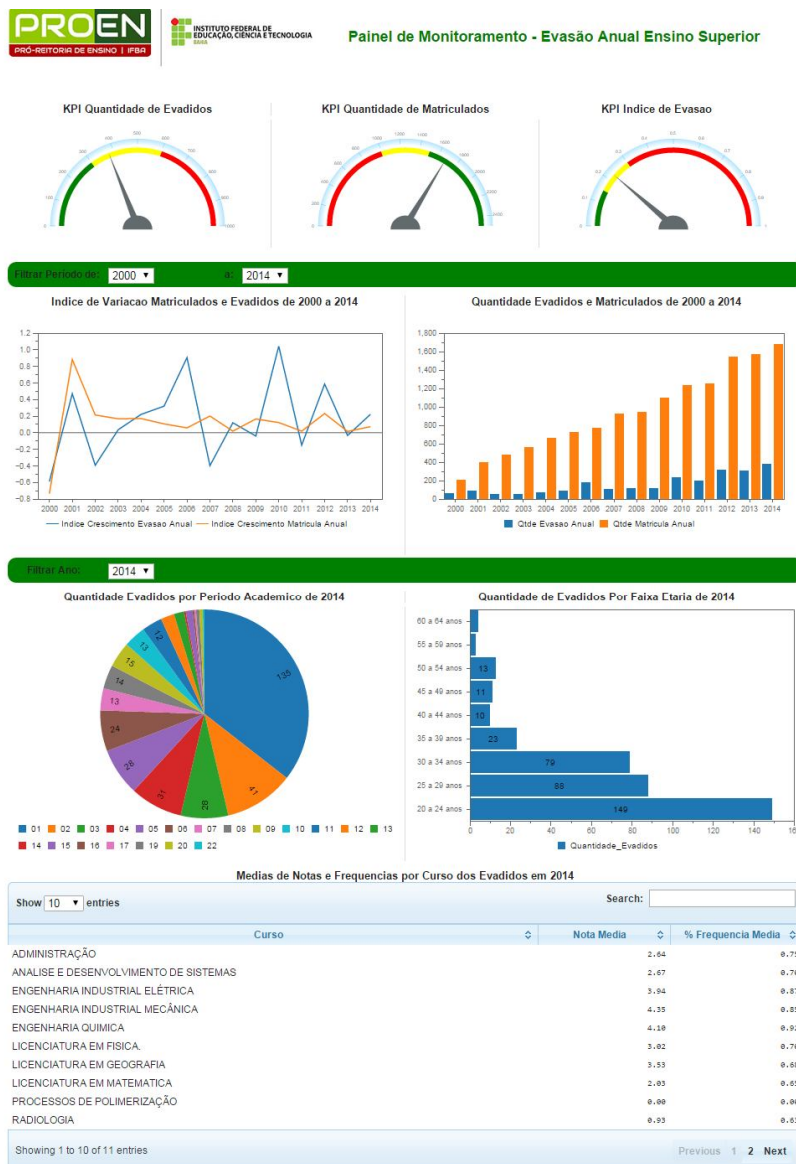 PROEN
PRÓ-REITORIA DE ENSINO | IFBA
INSTITUTO FEDERAL DE
EDUCAÇÃO, CIÊNCIA E TECNOLOGIA
BAHIA
Painel de Monitoramento - Evasão Anual Ensino Superior
KPI Quantidade de Evadidos
KPI Quantidade de Matriculados
KPI Indice de Evasao
Filtrar Periodo de: 2000 a: 2014
Indice de Variacao Matriculados e Evadidos de 2000 a 2014
1.2
1.0
0.8
0.6
0.4
0.2
0.0
-0.2
-0.4
-0.6
-0.8
2000 2001 2002 2003 2004 2005 2006 2007 2008 2009 2010 2011 2012 2013 2014
Indice Crescimento Evasao Anual Indice Crescimento Matricula Anual
Quantidade Evadidos e Matriculados de 2000 a 2014
1,800
1,600
1,400
1,200
1,000
800
600
400
200
0
2000 2001 2002 2003 2004 2005 2006 2007 2008 2009 2010 2011 2012 2013 2014
Qtde Evasao Anual Qtde Matricula Anual
Filtrar Ano: 2014
Quantidade Evadidos por Periodo Academico de 2014
135
41
28
31
28
24
13
14
15
13
12
01 02 03 04 05 06 07 08 09 10 11 12 13
14 15 16 17 19 20 22
Quantidade de Evadidos Por Faixa Etaria de 2014
60 a 64 anos
55 a 59 anos
50 a 54 anos 13
45 a 49 anos 11
40 a 44 anos 10
35 a 39 anos 23
30 a 34 anos 79
25 a 29 anos 88
20 a 24 anos 149
0 20 40 60 80 100 120 140
Quantidade_Evadidos
Medias de Notas e Frequencias por Curso dos Evadidos em 2014
Show 10 entries
Search:
Curso Nota Media % Frequencia Media
ADMINISTRAÇÃO 2.64
ANALISE E DESENVOLVIMENTO DE SISTEMAS 2.67
ENGENHARIA INDUSTRIAL ELÉTRICA 3.94
ENGENHARIA INDUSTRIAL MECÂNICA 4.35
ENGENHARIA QUIMICA 4.10
LICENCIATURA EM FISICA. 3.02
LICENCIATURA EM GEOGRAFIA 3.53
LICENCIATURA EM MATEMATICA 2.03
PROCESSOS DE POLIMERIZAÇÃO 0.00
RADIOLOGIA 0.93
Showing 1 to 10 of 11 entries
Previous 1 2 Next